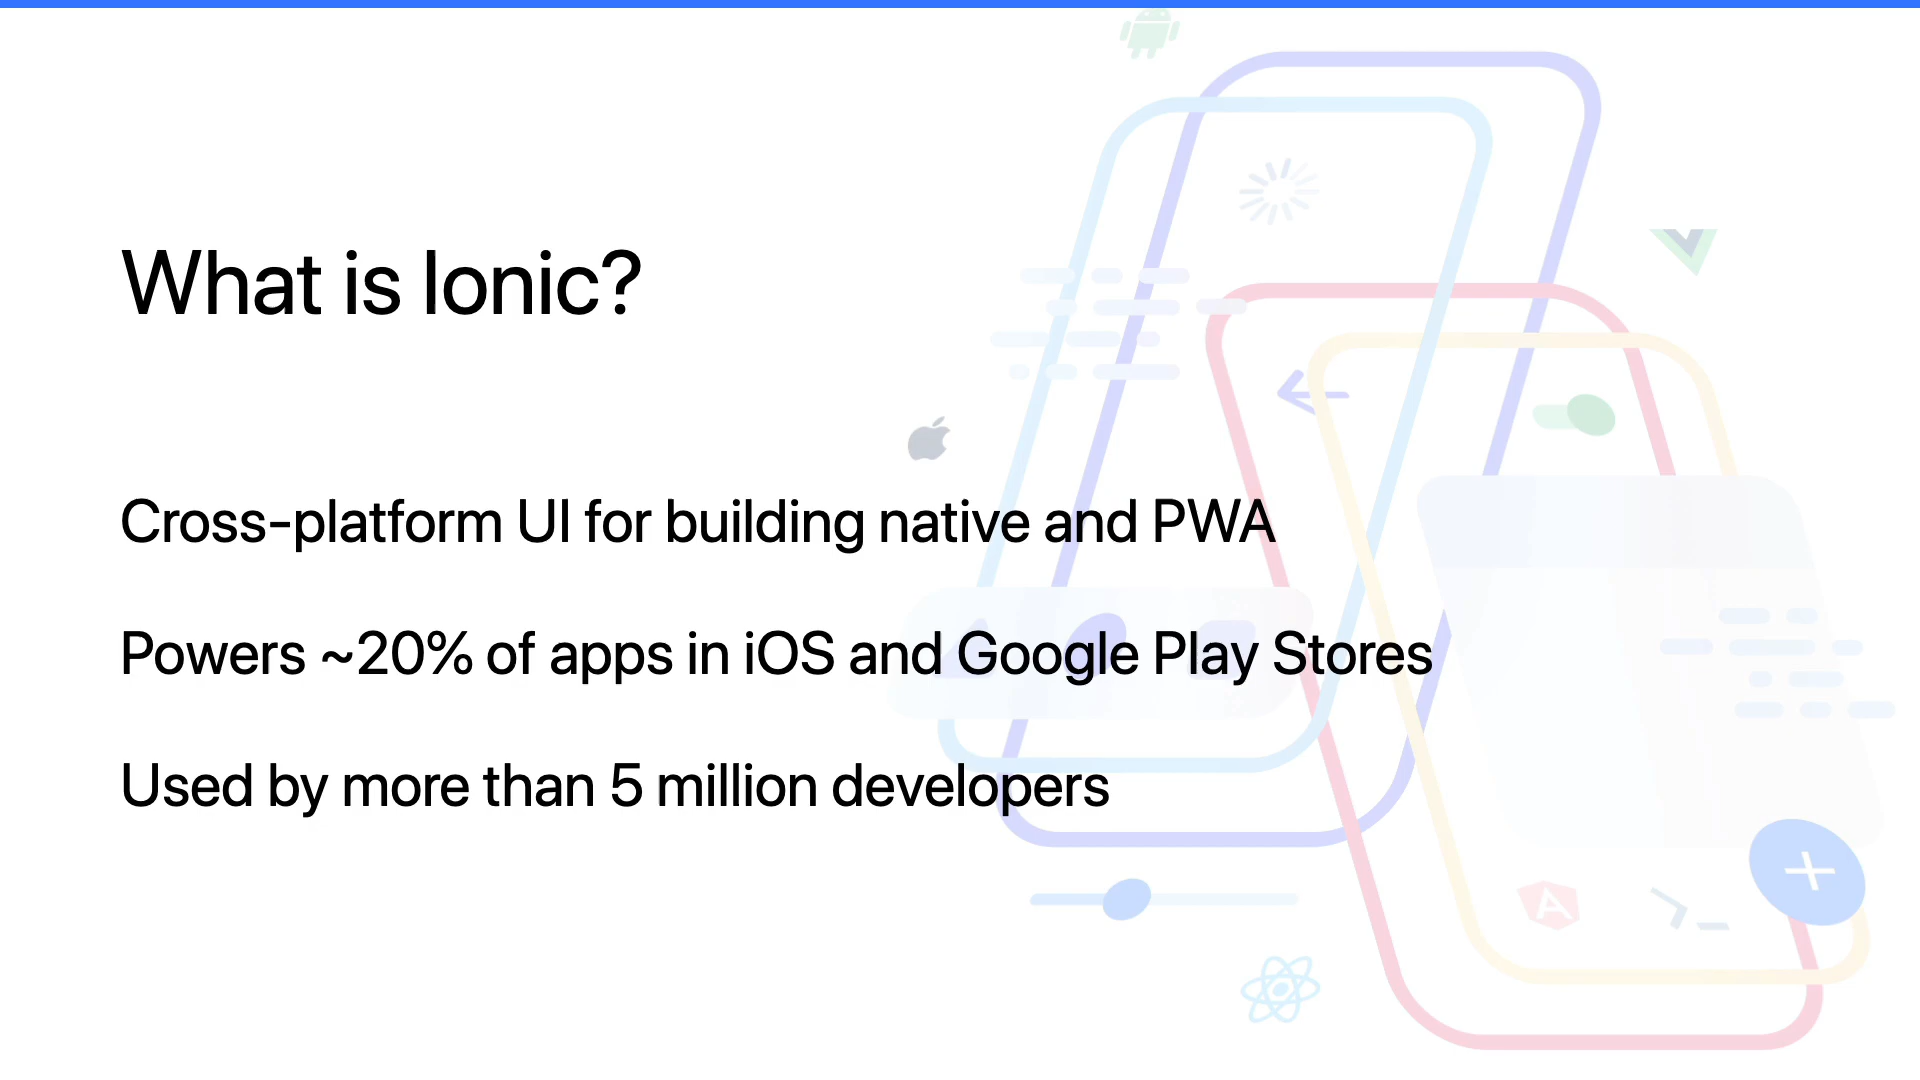 What is Ionic?
Cross-platform UI for building native and PWA
Powers ~20% of apps in iOS and Google Play Stores
Used by more than 5 million developers